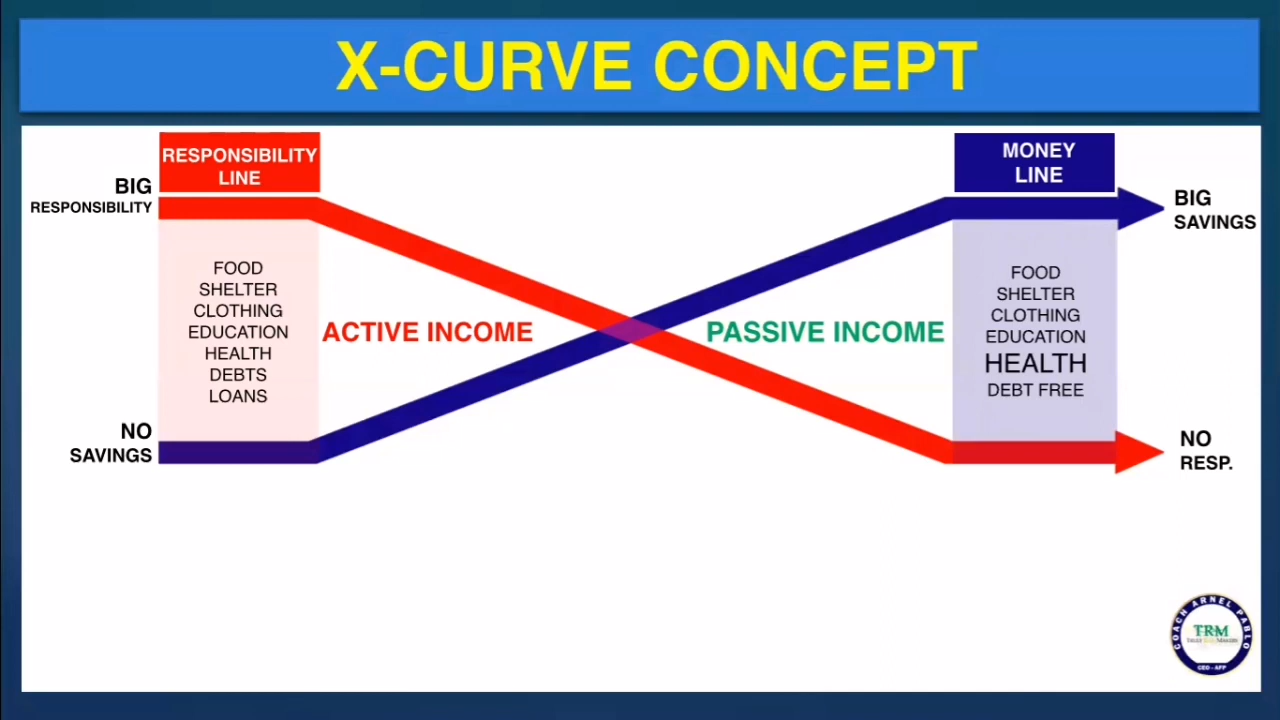 X-CURVE CONCEPT
RESPONSIBILITY
LINE
MONEY
LINE
BIG
RESPONSIBILITY
BIG
SAVINGS
FOOD
SHELTER
CLOTHING
EDUCATION
HEALTH
DEBTS
LOANS
ACTIVE INCOME
PASSIVE INCOME
FOOD
SHELTER
CLOTHING
EDUCATION
HEALTH
DEBT FREE
NO
SAVINGS
NO
RESP.
COACH ARNEL PABLO
TRM
CEO - AFP